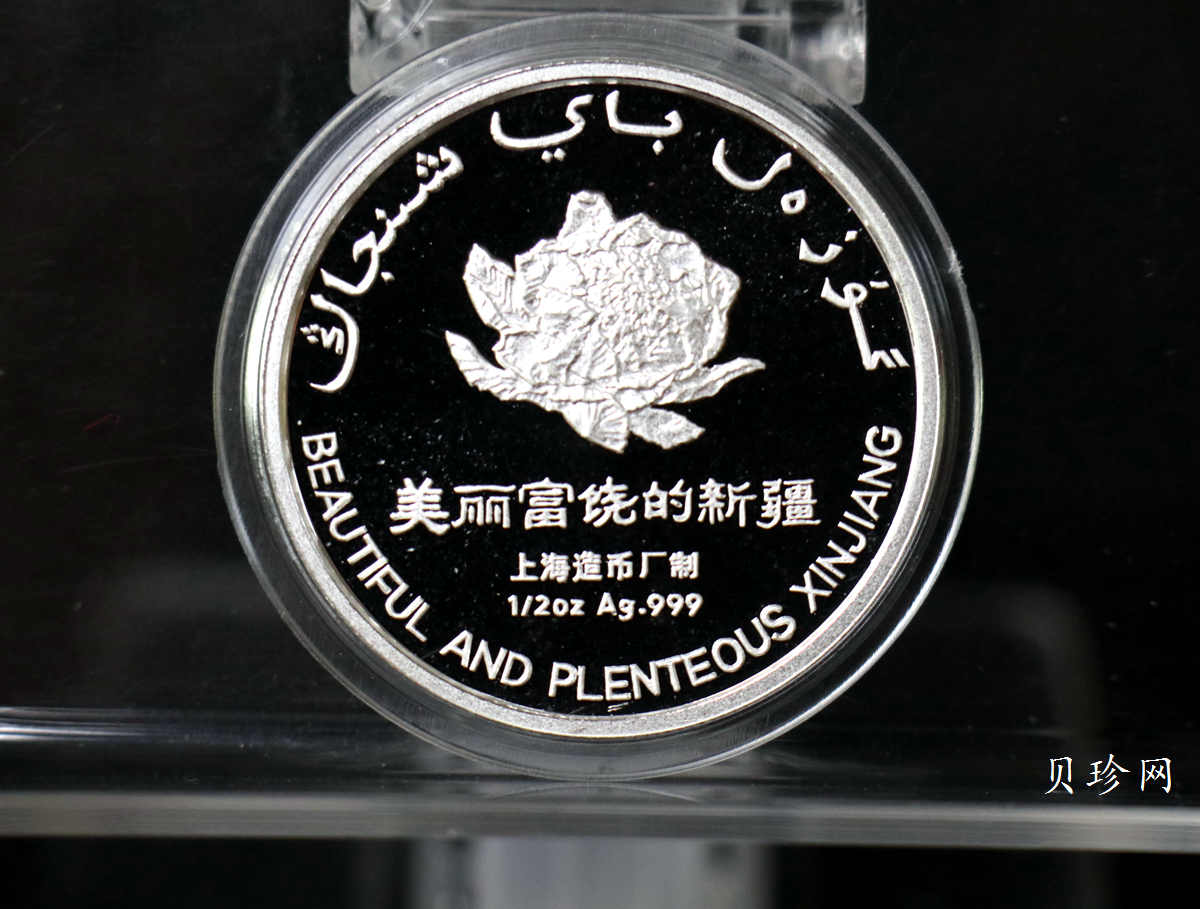 گۈزەل باي شىنجاڭ
美丽富饶的新疆
上海造币厂制
1/2oz Ag.999
BEAUTIFUL AND PLENTEOUS XINJIANG
贝珍网